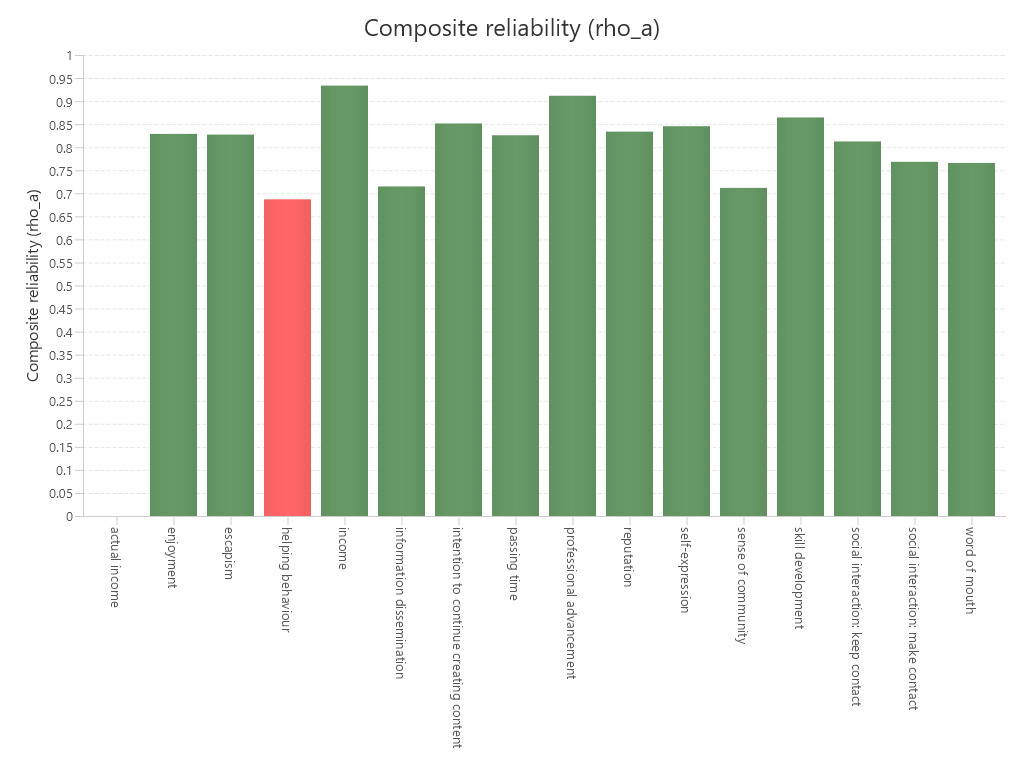 Composite reliability (rho_a)
Composite reliability (rho_a)
1
0.95
0.9
0.85
0.8
0.75
0.7
0.65
0.6
0.55
0.5
0.45
0.4
0.35
0.3
0.25
0.2
0.15
0.1
0.05
0
actual income
enjoyment
escapism
helping behaviour
income
information dissemination
intention to continue creating content
passing time
professional advancement
reputation
self-expression
sense of community
skill development
social interaction: keep contact
social interaction: make contact
word of mouth